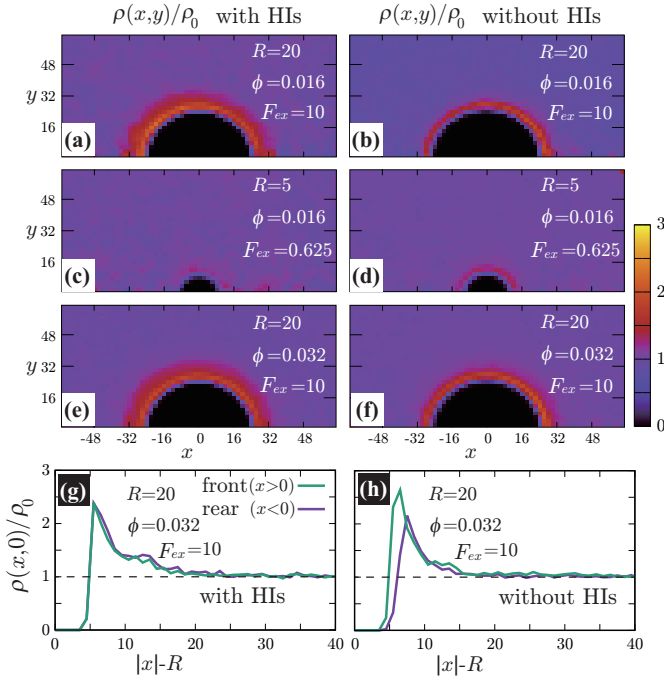 ρ(x,y)/ρ0 with HIs
ρ(x,y)/ρ0 without HIs
y 48 32 16
(a) R=20
ϕ=0.016
Fex=10
(b) R=20
ϕ=0.016
Fex=10
y 48 32 16
(c) R=5
ϕ=0.016
Fex=0.625
(d) R=5
ϕ=0.016
Fex=0.625
3
2
1
0
y 48 32 16
(e) R=20
ϕ=0.032
Fex=10
(f) R=20
ϕ=0.032
Fex=10
-48 -32 -16 0 16 32 48
x
-48 -32 -16 0 16 32 48
x
ρ(x,0)/ρ0
3
2
1
0
(g) R=20
ϕ=0.032
Fex=10
front(x>0)
rear (x<0)
with HIs
0 10 20 30 40
|x|-R
(h) R=20
ϕ=0.032
Fex=10
without HIs
0 10 20 30 40
|x|-R